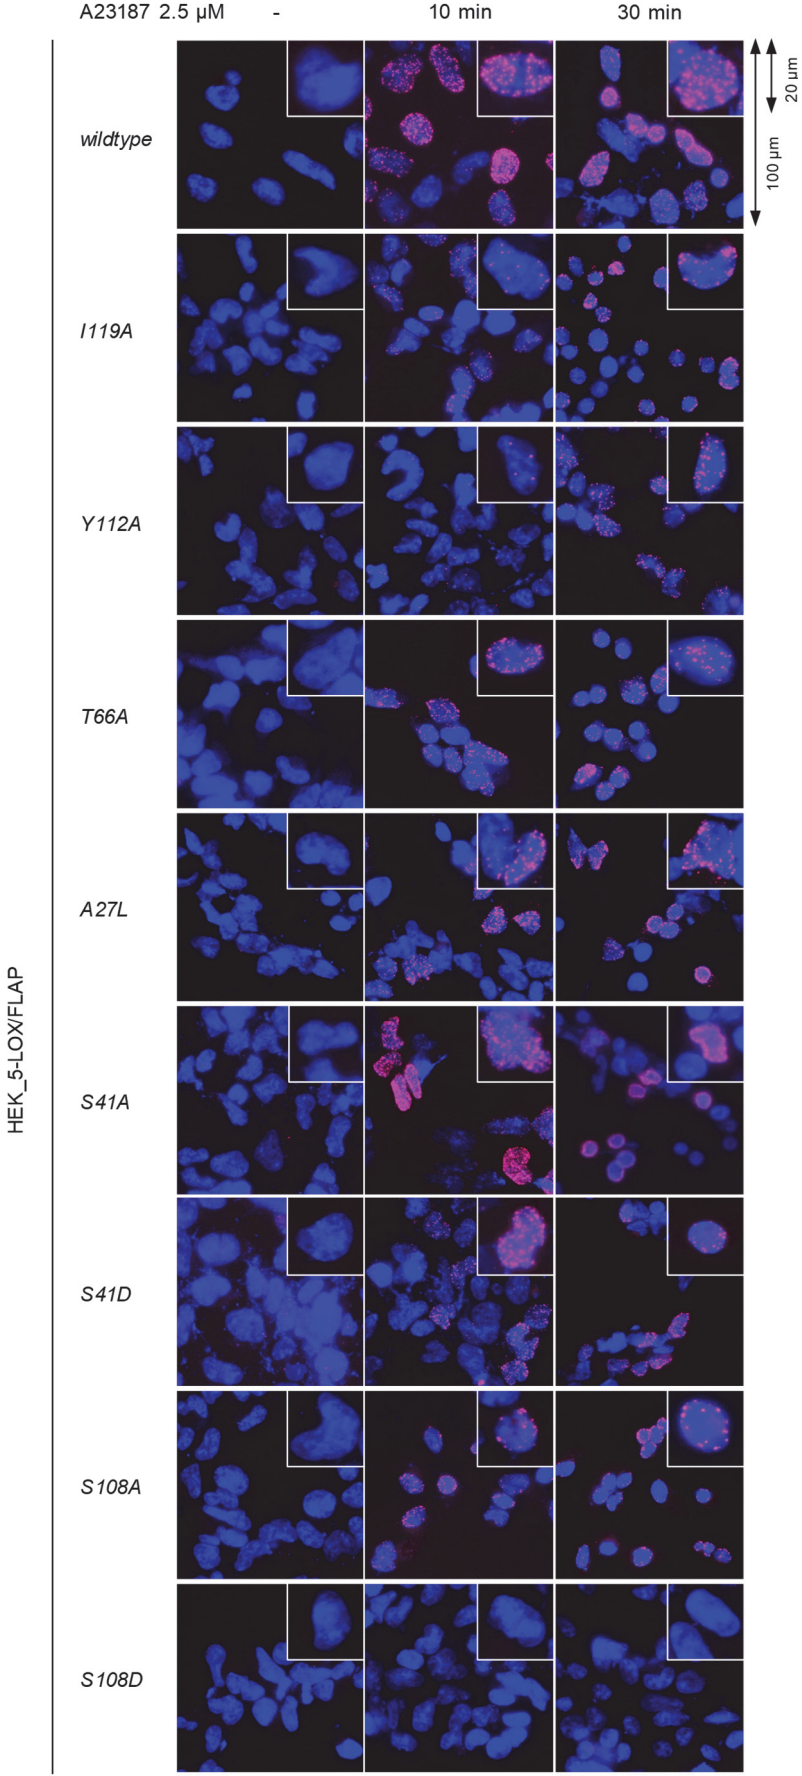 A23187 2.5 µM - 10 min 30 min
wildtype
20 µm
100 µm
I119A
Y112A
T66A
A27L
HEK_5-LOX/FLAP
S41A
S41D
S108A
S108D